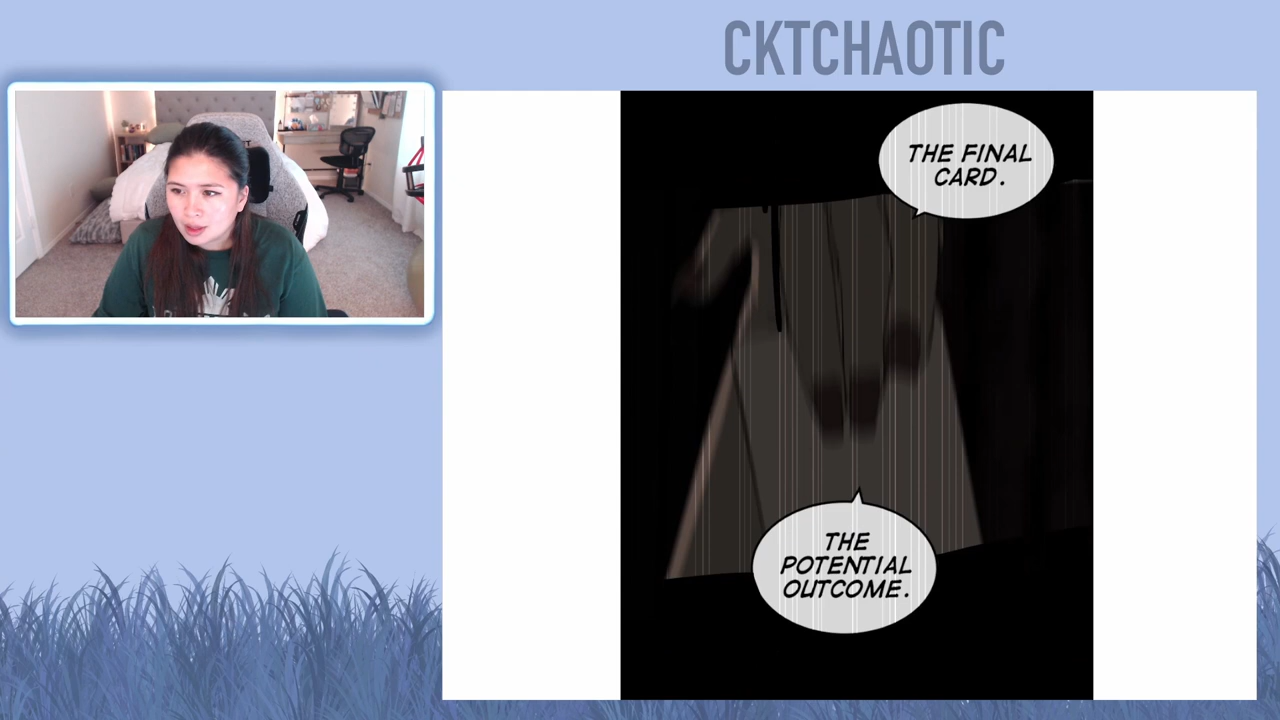 CKTCHAOTIC
THE FINAL
CARD.
THE
POTENTIAL
OUTCOME.